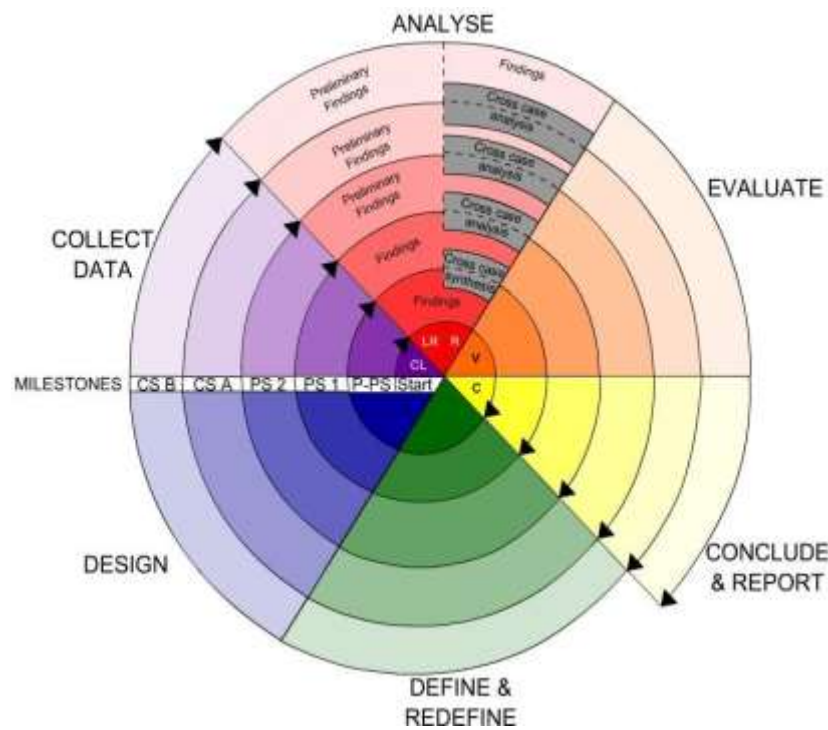 ANALYSE
Preliminary
Findings
Findings
Cross case
analysis
Preliminary
Findings
Cross case
analysis
Preliminary
Findings
Cross case
analysis
Findings
Cross case
synthesis
Findings
EVALUATE
COLLECT
DATA
LR R
CL V
MILESTONES CS B CS A PS 2 PS 1 P-PS Start C
DESIGN
CONCLUDE
& REPORT
DEFINE &
REDEFINE